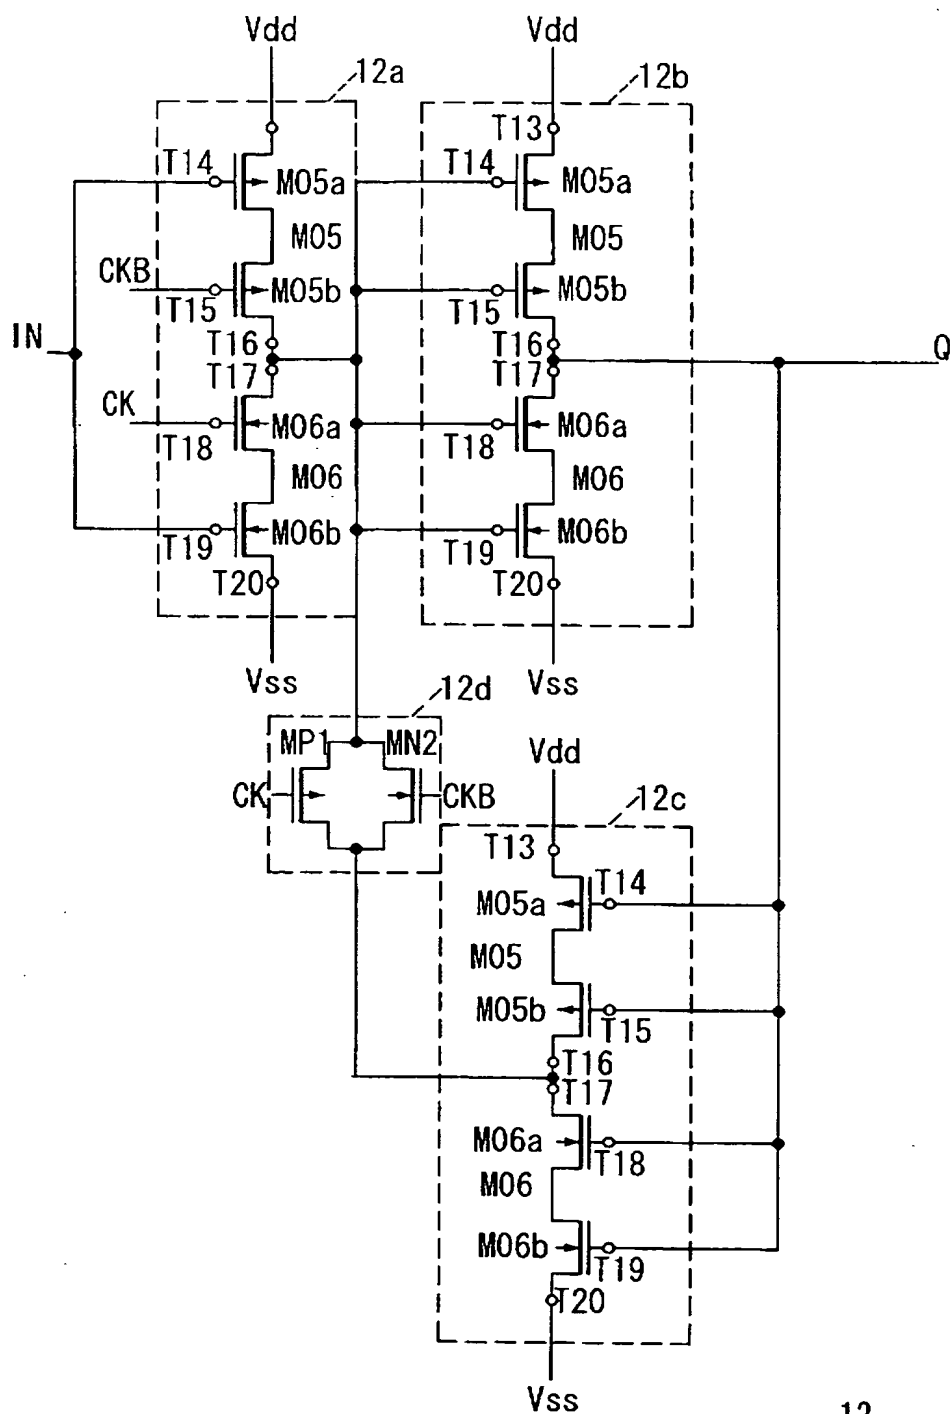 Vdd
Vdd
12a
12b
T13
T14
M05a
T14
M05a
M05
M05
CKB
M05b
M05b
T15
T15
IN
T16
T16
Q
T17
T17
CK
M06a
M06a
T18
T18
M06
M06
M06b
M06b
T19
T19
T20
T20
Vss
Vss
12d
MP1
MN2
Vdd
CK
CKB
12c
T13
T14
M05a
M05
M05b
T15
T16
T17
M06a
T18
M06
M06b
T19
T20
Vss
12